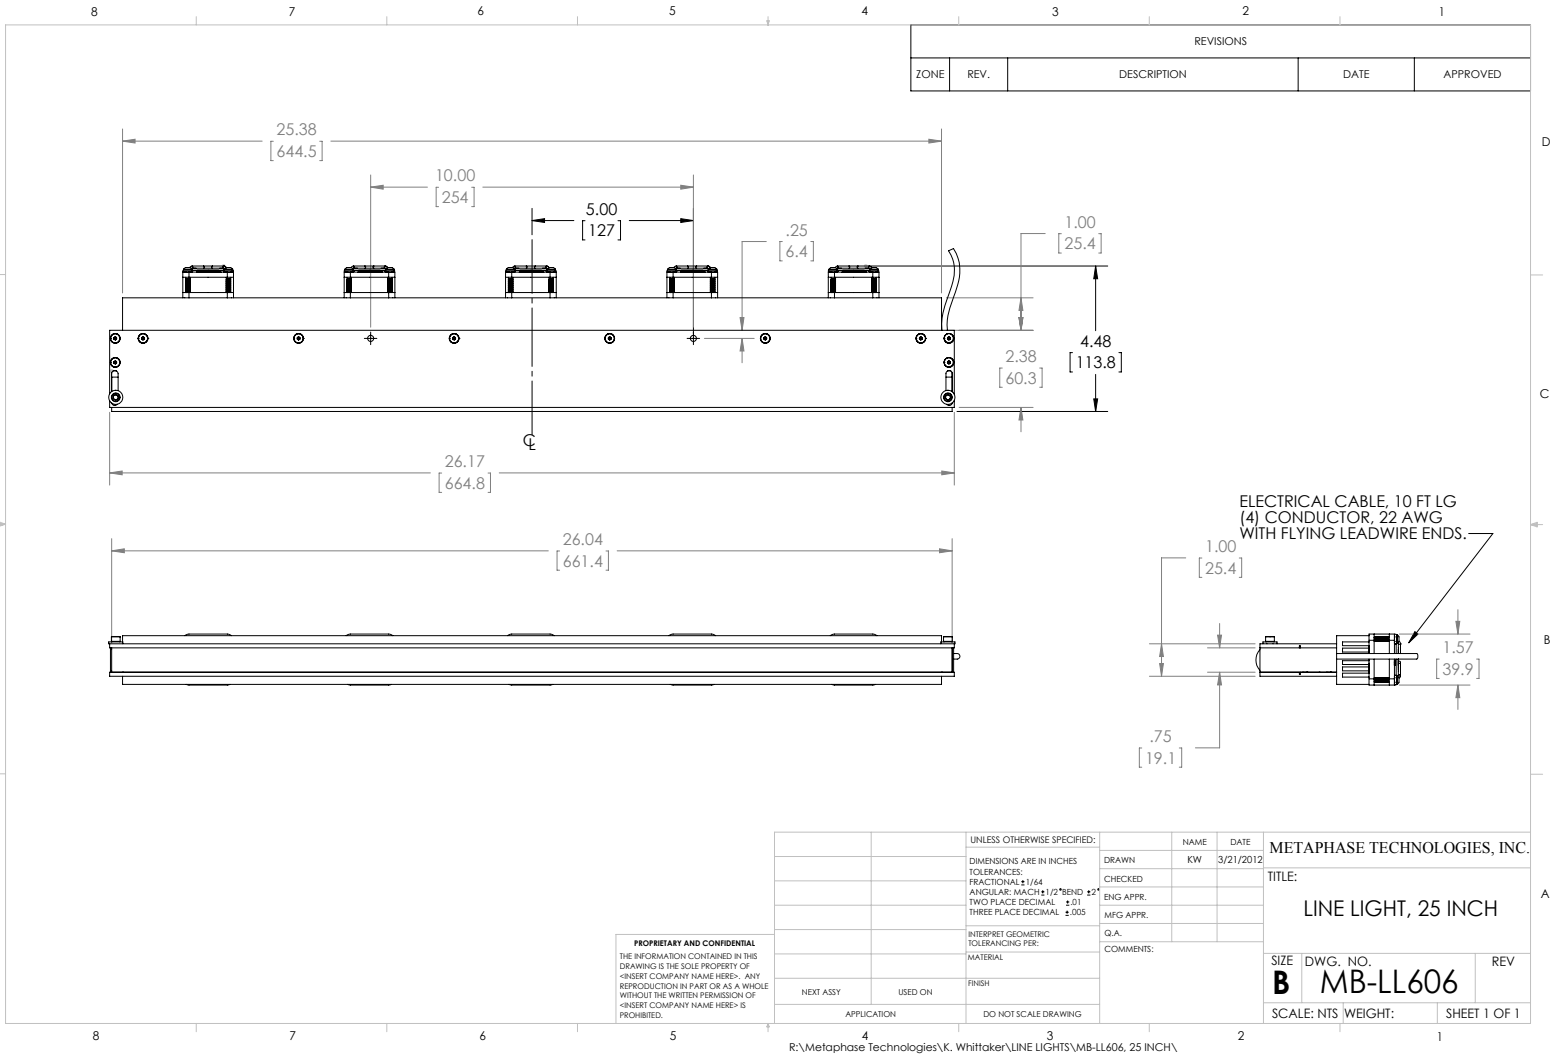 8 7 6 5 4 3 2 1
REVISIONS
ZONE REV. DESCRIPTION DATE APPROVED
D
25.38
[644.5]
10.00
[254]
5.00
[127]
.25
[6.4]
1.00
[25.4]
4.48
[113.8]
2.38
[60.3]
C
CL
26.17
[664.8]
ELECTRICAL CABLE, 10 FT LG
(4) CONDUCTOR, 22 AWG
WITH FLYING LEADWIRE ENDS.
26.04
[661.4]
1.00
[25.4]
B
1.57
[39.9]
.75
[19.1]
A
PROPRIETARY AND CONFIDENTIAL
THE INFORMATION CONTAINED IN THIS
DRAWING IS THE SOLE PROPERTY OF
<INSERT COMPANY NAME HERE>. ANY
REPRODUCTION IN PART OR AS A WHOLE
WITHOUT THE WRITTEN PERMISSION OF
<INSERT COMPANY NAME HERE> IS
PROHIBITED.
NEXT ASSY USED ON
APPLICATION
UNLESS OTHERWISE SPECIFIED:
DIMENSIONS ARE IN INCHES
TOLERANCES:
FRACTIONAL ±1/64
ANGULAR: MACH±1/2°BEND ±2°
TWO PLACE DECIMAL ±.01
THREE PLACE DECIMAL ±.005
INTERPRET GEOMETRIC
TOLERANCING PER:
MATERIAL
FINISH
DO NOT SCALE DRAWING
NAME DATE
DRAWN KW 3/21/2012
CHECKED
ENG APPR.
MFG APPR.
Q.A.
COMMENTS:
METAPHASE TECHNOLOGIES, INC.
TITLE:
LINE LIGHT, 25 INCH
SIZE DWG. NO. REV
B MB-LL606
SCALE: NTS WEIGHT: SHEET 1 OF 1
8 7 6 5 4 3 2 1
R:\Metaphase Technologies\K. Whittaker\LINE LIGHTS\MB-LL606, 25 INCH\